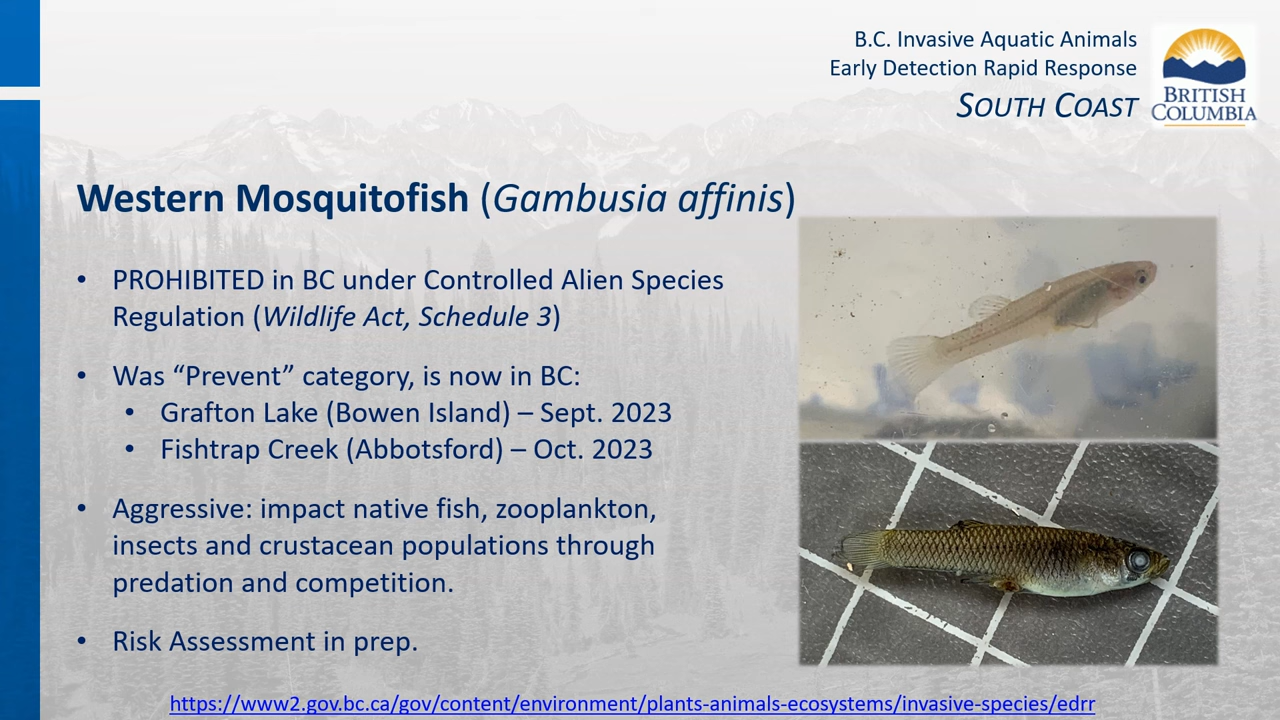 B.C. Invasive Aquatic Animals
Early Detection Rapid Response
SOUTH COAST
BRITISH
COLUMBIA
Western Mosquitofish (Gambusia affinis)
• PROHIBITED in BC under Controlled Alien Species
Regulation (Wildlife Act, Schedule 3)
• Was “Prevent” category, is now in BC:
• Grafton Lake (Bowen Island) – Sept. 2023
• Fishtrap Creek (Abbotsford) – Oct. 2023
• Aggressive: impact native fish, zooplankton,
insects and crustacean populations through
predation and competition.
• Risk Assessment in prep.
https://www2.gov.bc.ca/gov/content/environment/plants-animals-ecosystems/invasive-species/edrr